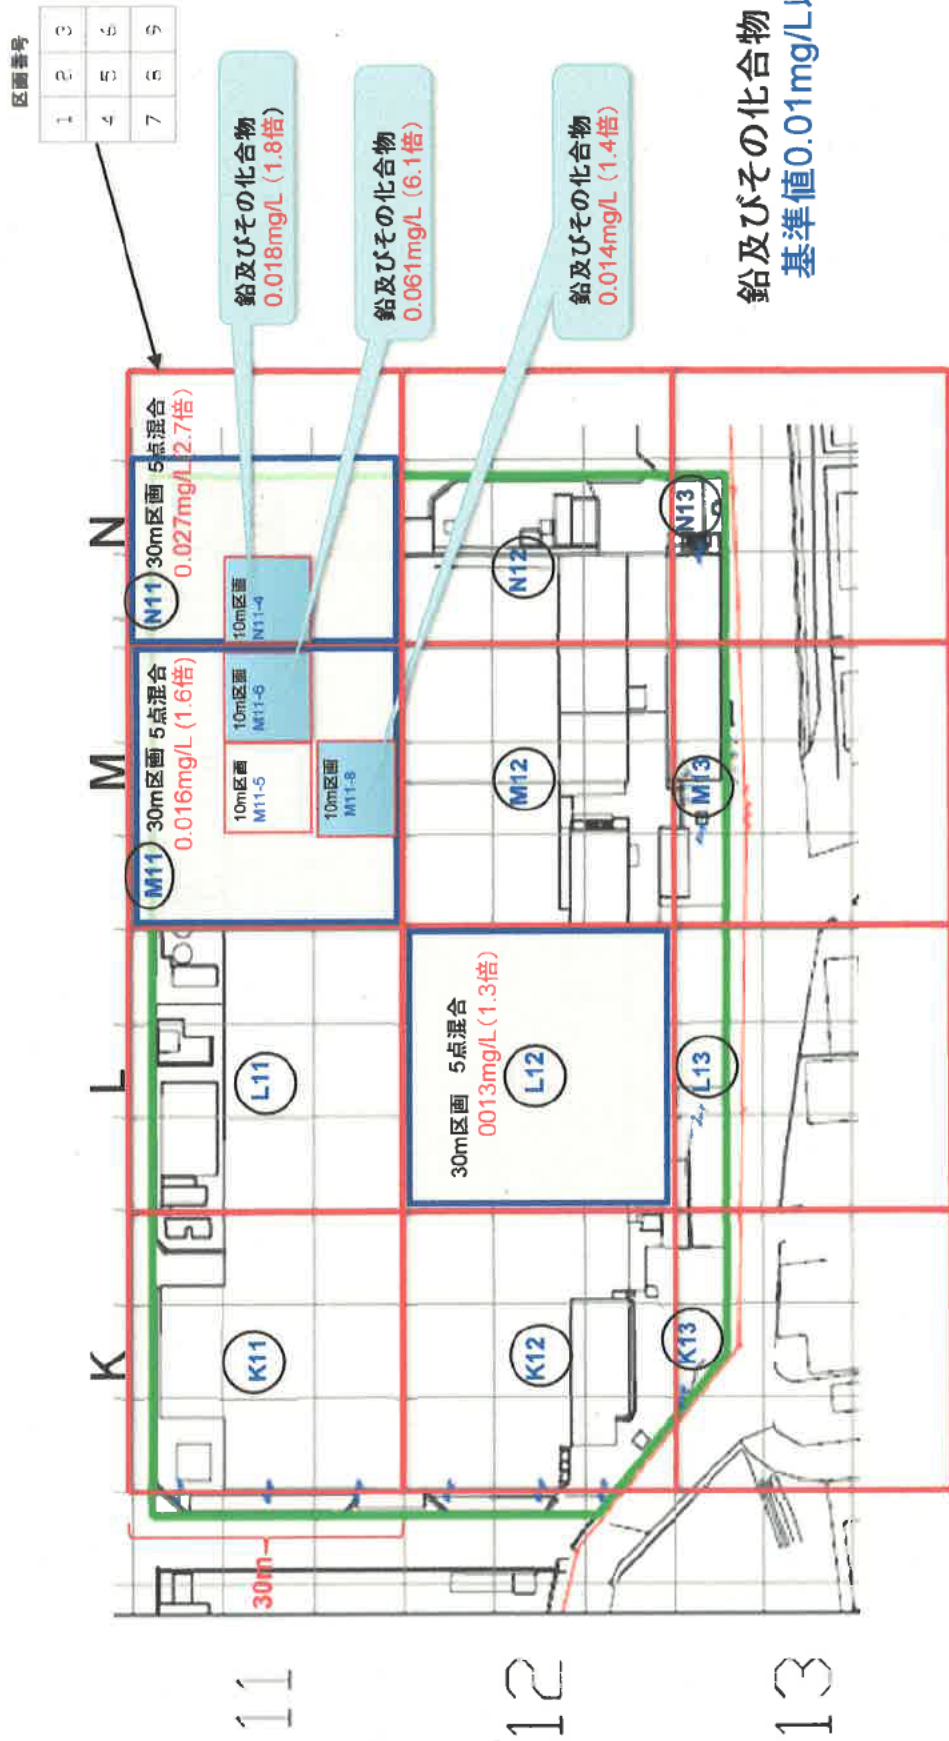 区画番号
1 2 3
4 5 6
7 8 9
K L M N
11
12
13
30m
M11 30m区画 5点混合
0.016mg/L (1.6倍)
N11 30m区画 5点混合
0.027mg/L(2.7倍)
10m区画
M11-5
10m区画
M11-6
10m区画
N11-4
10m区画
M11-8
鉛及びその化合物
0.018mg/L (1.8倍)
鉛及びその化合物
0.061mg/L (6.1倍)
鉛及びその化合物
0.014mg/L (1.4倍)
K11
L11
K12
30m区画 5点混合
0013mg/L(1.3倍)
L12
M12
N12
K13
L13
M13
N13
鉛及びその化合物
基準値0.01mg/L